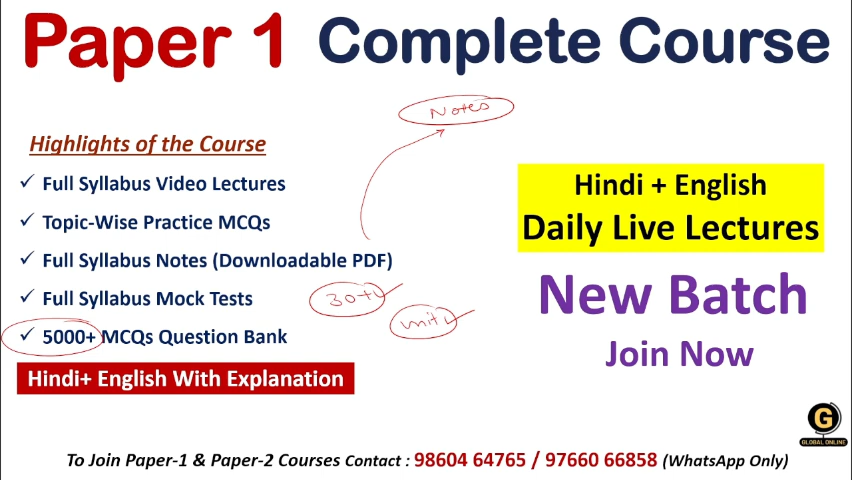 Paper 1 Complete Course
Notes
Highlights of the Course
✓ Full Syllabus Video Lectures
✓ Topic-Wise Practice MCQs
✓ Full Syllabus Notes (Downloadable PDF)
✓ Full Syllabus Mock Tests
30+
unit
✓ 5000+ MCQs Question Bank
Hindi+ English With Explanation
Hindi + English
Daily Live Lectures
New Batch
Join Now
G
GLOBAL ONLINE
To Join Paper-1 & Paper-2 Courses Contact : 98604 64765 / 97660 66858 (WhatsApp Only)